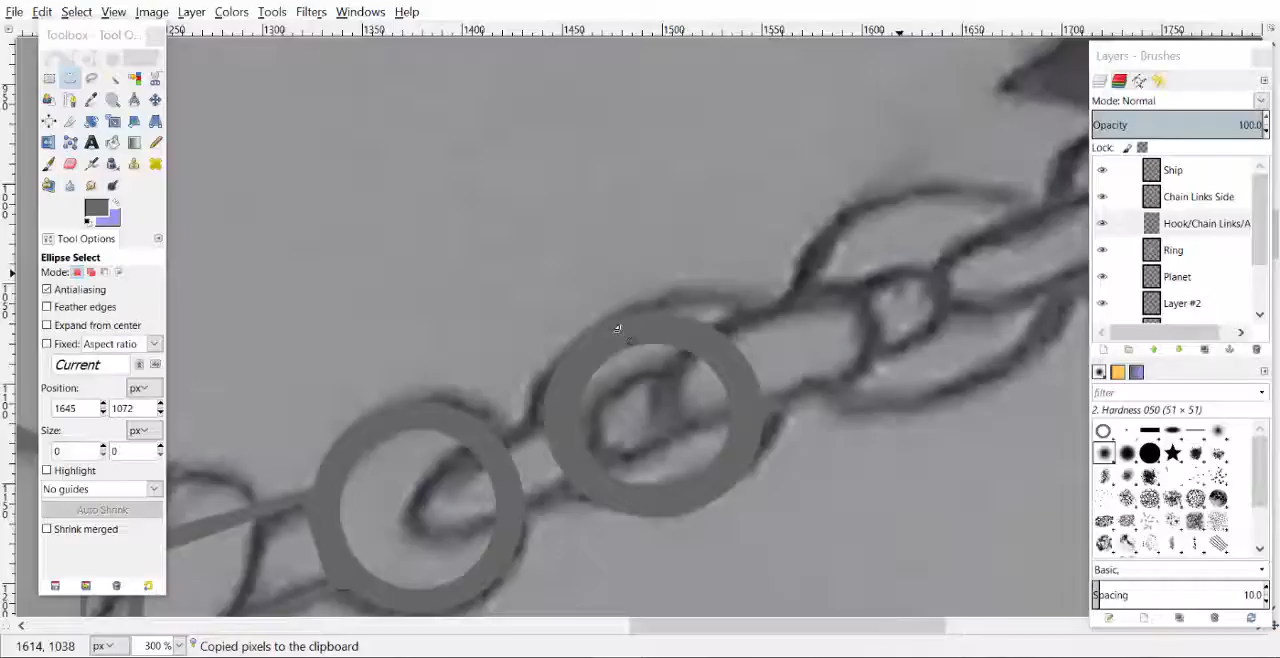 File Edit Select View Image Layer Colors Tools Filters Windows Help
Toolbox - Tool O...
1300 1350 1400 1450 1500 1550 1600 1650 1700 1750
Layers - Brushes
Mode: Normal
Opacity 100.0
Lock:
Ship
Chain Links Side
Hook/Chain Links/A
Ring
Planet
Layer #2
Tool Options
Ellipse Select
Mode:
Antialiasing
Feather edges
Expand from center
Fixed: Aspect ratio
Current
Position: px
1645 1072
Size: px
0 0
Highlight
No guides
Auto Shrink
Shrink merged
filter
2. Hardness 050 (51 × 51)
Basic,
Spacing 10.0
1614, 1038 px 300 % Copied pixels to the clipboard